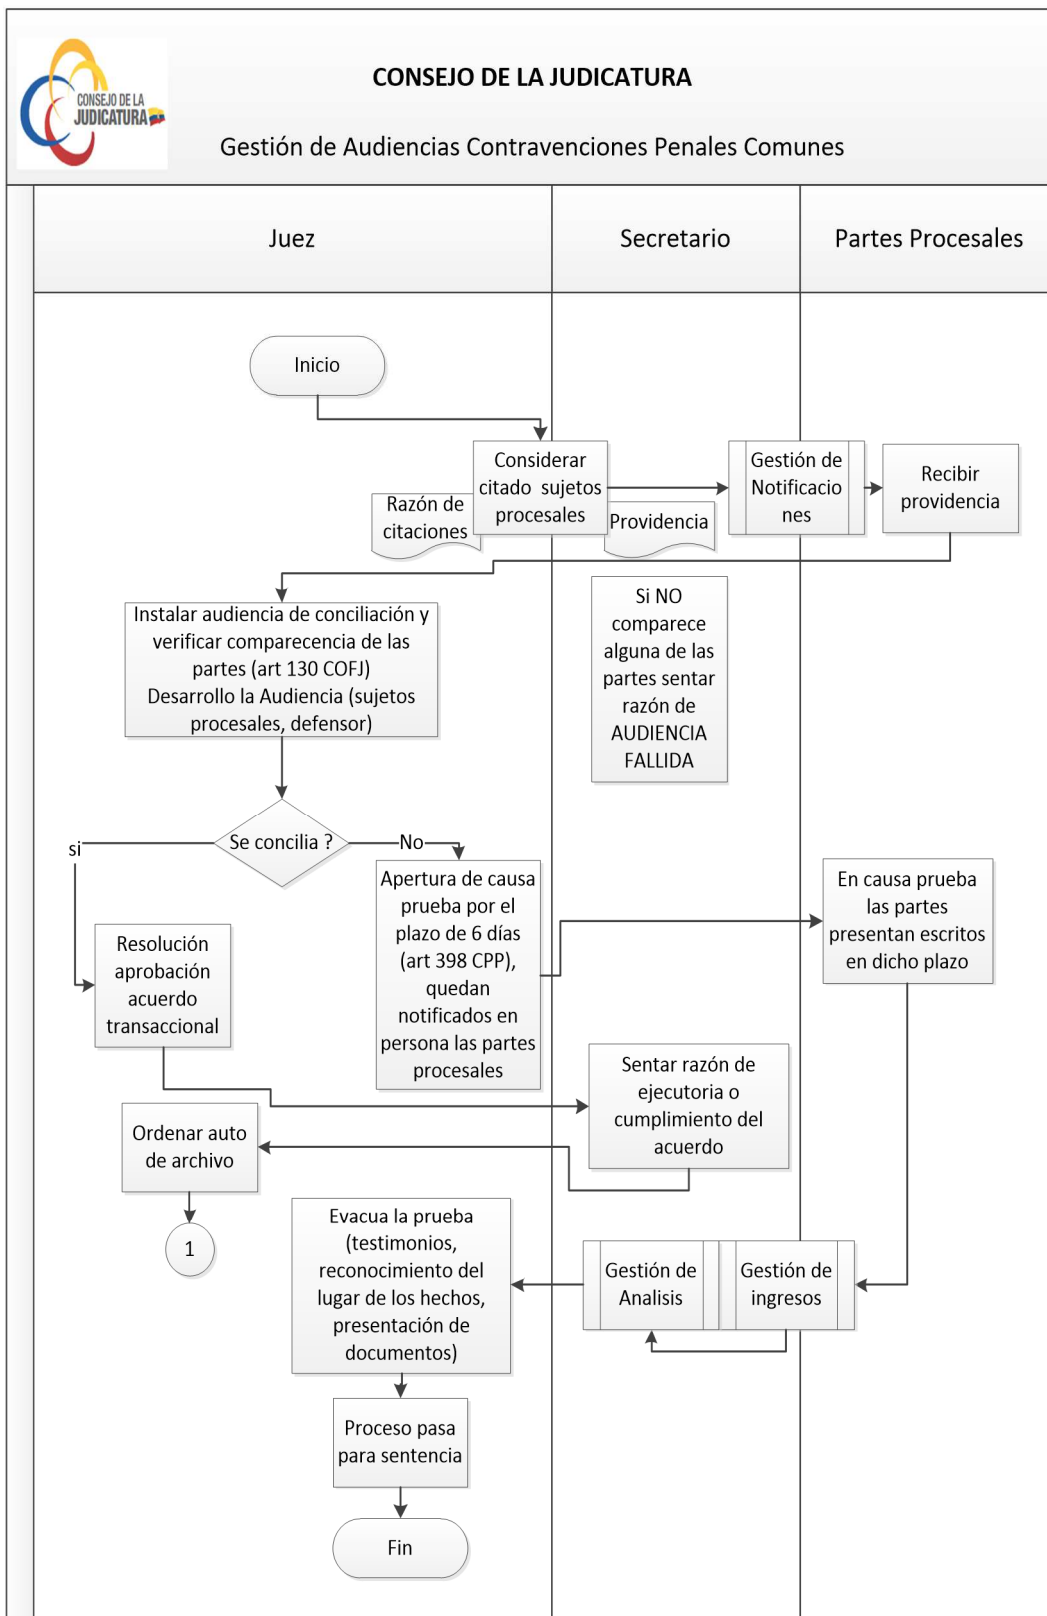 CONSEJO DE LA
JUDICATURA
CONSEJO DE LA JUDICATURA
Gestión de Audiencias Contravenciones Penales Comunes
Juez
Secretario
Partes Procesales
Inicio
Considerar
citado sujetos
procesales
Razón de
citaciones
Providencia
Gestión de
Notificacio
nes
Recibir
providencia
Instalar audiencia de conciliación y
verificar comparecencia de las
partes (art 130 COFJ)
Desarrollo la Audiencia (sujetos
procesales, defensor)
Si NO
comparece
alguna de las
partes sentar
razón de
AUDIENCIA
FALLIDA
Se concilia ?
si
No
Apertura de causa
prueba por el
plazo de 6 días
(art 398 CPP),
quedan
notificados en
persona las partes
procesales
En causa prueba
las partes
presentan escritos
en dicho plazo
Resolución
aprobación
acuerdo
transaccional
Sentar razón de
ejecutoria o
cumplimiento del
acuerdo
Ordenar auto
de archivo
1
Evacua la prueba
(testimonios,
reconocimiento del
lugar de los hechos,
presentación de
documentos)
Gestión de
Analisis
Gestión de
ingresos
Proceso pasa
para sentencia
Fin